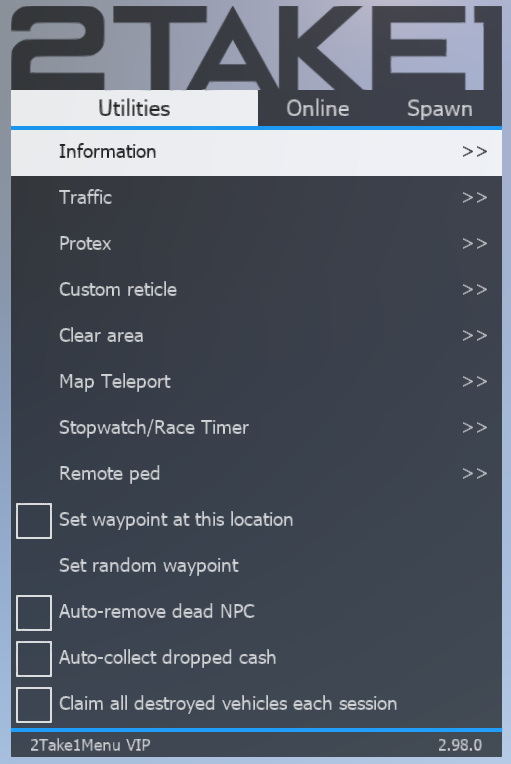 2TAKE1
Utilities Online Spawn
Information >>
Traffic >>
Protex >>
Custom reticle >>
Clear area >>
Map Teleport >>
Stopwatch/Race Timer >>
Remote ped >>
Set waypoint at this location
Set random waypoint
Auto-remove dead NPC
Auto-collect dropped cash
Claim all destroyed vehicles each session
2Take1Menu VIP 2.98.0